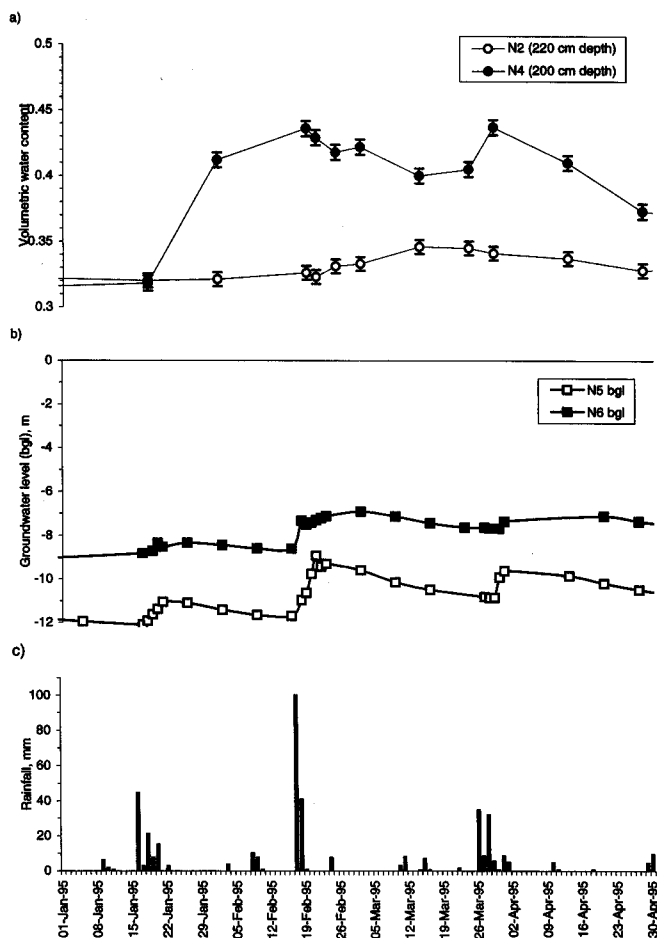 a)
0.5
N2 (220 cm depth)
N4 (200 cm depth)
0.45
0.4
0.35
0.3
Volumetric water content
b)
0
-2
-4
-6
-8
-10
-12
Groundwater level (bgl), m
N5 bgl
N6 bgl
c)
100
80
60
40
20
0
Rainfall, mm
01-Jan-95
08-Jan-95
15-Jan-95
22-Jan-95
29-Jan-95
05-Feb-95
12-Feb-95
19-Feb-95
26-Feb-95
05-Mar-95
12-Mar-95
19-Mar-95
26-Mar-95
02-Apr-95
09-Apr-95
16-Apr-95
23-Apr-95
30-Apr-95